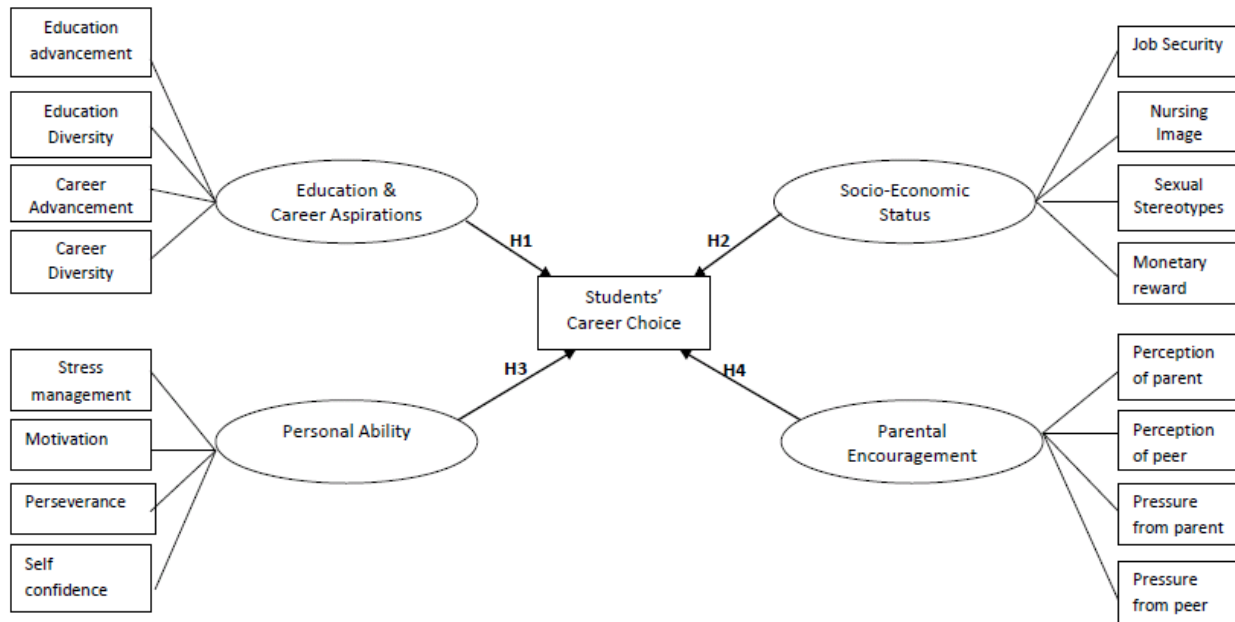 Education
advancement
Education
Diversity
Career
Advancement
Career
Diversity
Education &
Career Aspirations
H1
Job Security
Nursing
Image
Sexual
Stereotypes
Monetary
reward
Socio-Economic
Status
H2
Students’
Career Choice
Stress
management
Motivation
Perseverance
Self
confidence
Personal Ability
H3
Perception
of parent
Perception
of peer
Pressure
from parent
Pressure
from peer
Parental
Encouragement
H4